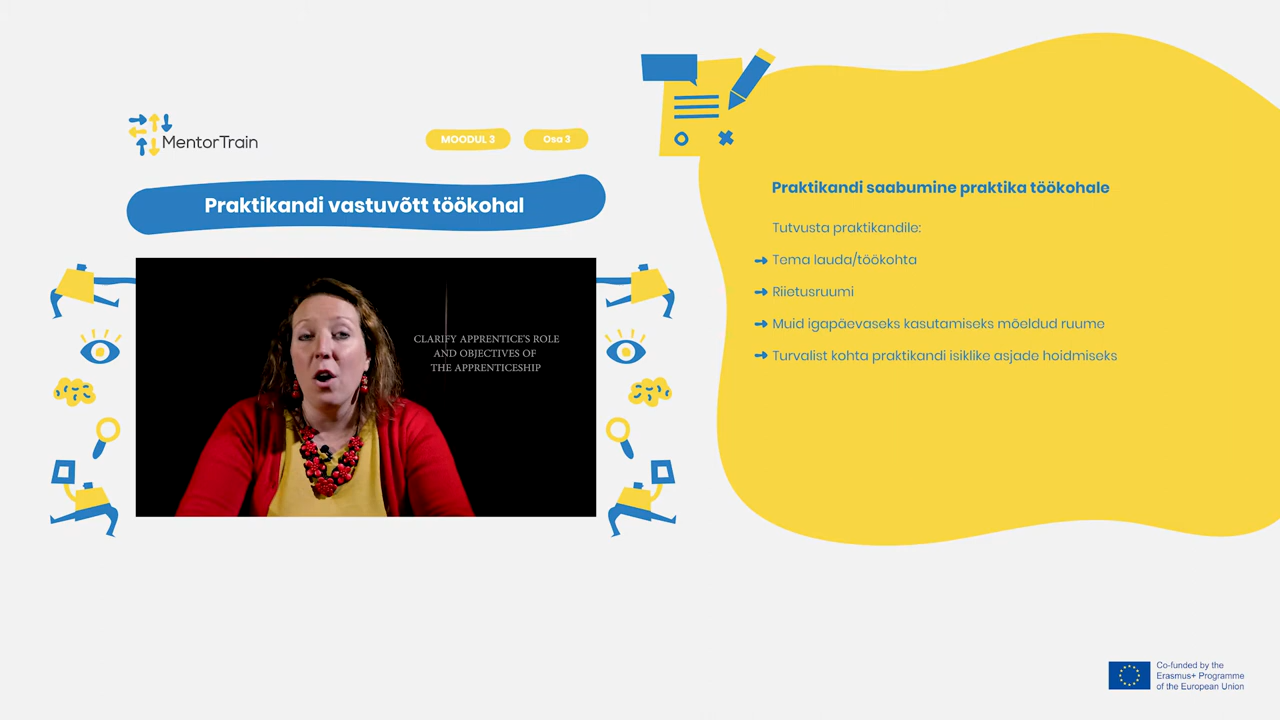 MentorTrain
MOODUL 3
Osa 3
Praktikandi vastuvõtt töökohal
CLARIFY APPRENTICE'S ROLE
AND OBJECTIVES OF
THE APPRENTICESHIP
Praktikandi saabumine praktika töökohale
Tutvusta praktikandile:
Tema lauda/töökohta
Riietusruumi
Muid igapäevaseks kasutamiseks mõeldud ruume
Turvalist kohta praktikandi isiklike asjade hoidmiseks
Co-funded by the
Erasmus+ Programme
of the European Union